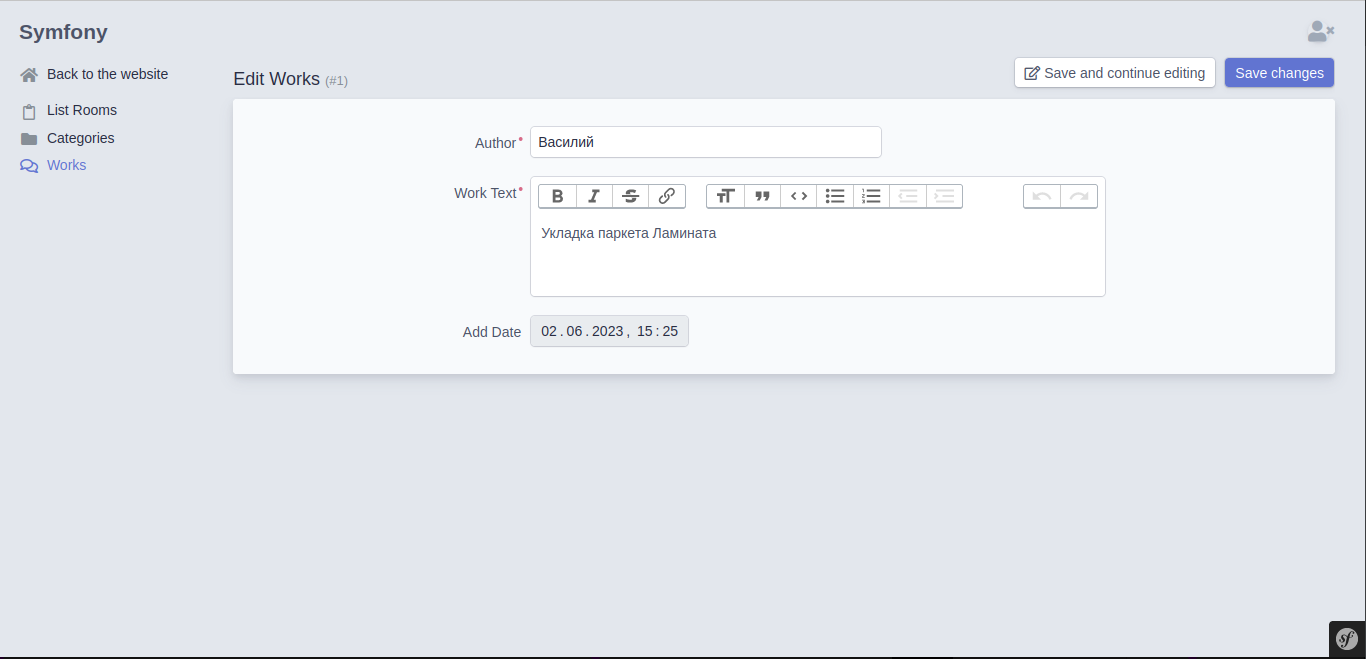 Symfony
Back to the website
List Rooms
Categories
Works
Edit Works (#1)
Save and continue editing
Save changes
Author
Василий
Work Text
Укладка паркета Ламината
Add Date
02.06.2023, 15:25
sf